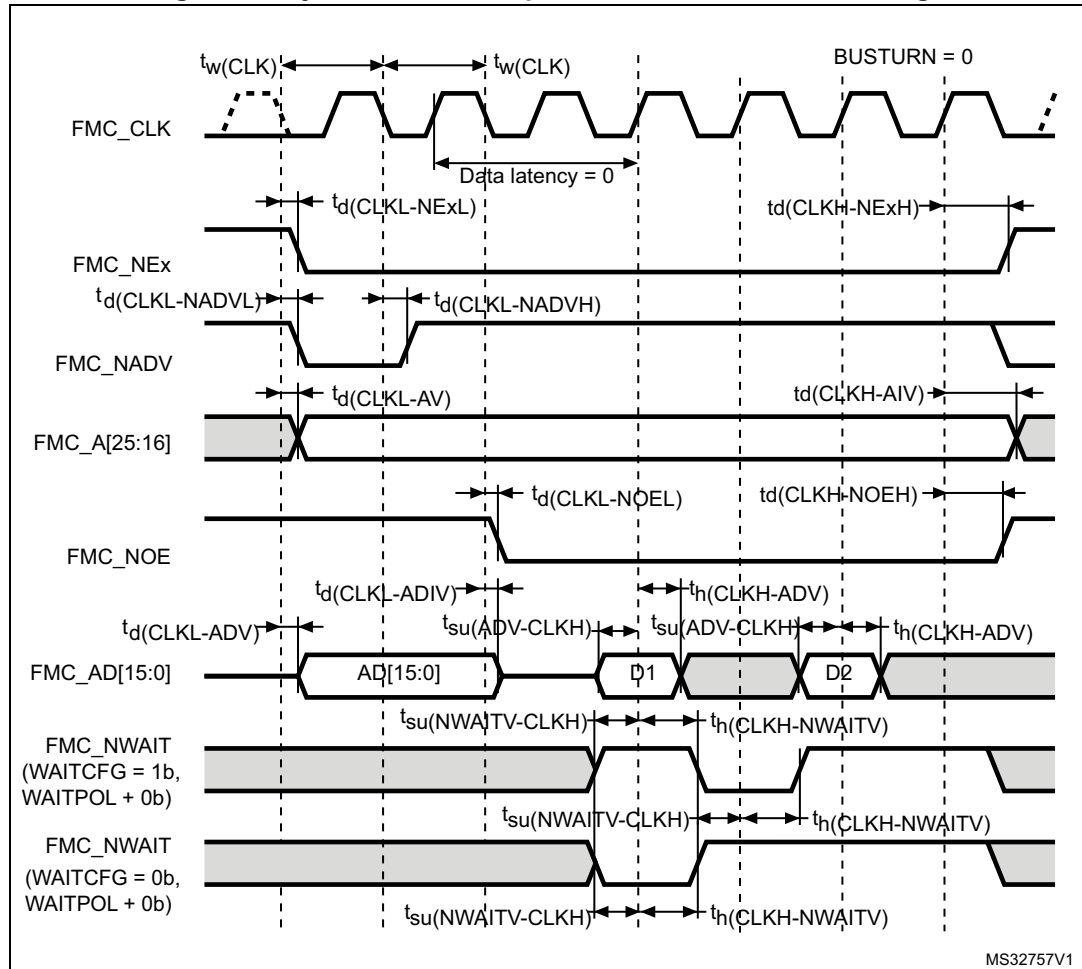 BUSTURN = 0
tw(CLK) tw(CLK)
FMC_CLK
Data latency = 0
td(CLKL-NExL) td(CLKH-NExH)
FMC_NEx
td(CLKL-NADVL) td(CLKL-NADVH)
FMC_NADV
td(CLKL-AV) td(CLKH-AIV)
FMC_A[25:16]
td(CLKL-NOEL) td(CLKH-NOEH)
FMC_NOE
td(CLKL-ADIV) th(CLKH-ADV)
td(CLKL-ADV) tsu(ADV-CLKH) tsu(ADV-CLKH) th(CLKH-ADV)
FMC_AD[15:0] AD[15:0] D1 D2
tsu(NWAITV-CLKH) th(CLKH-NWAITV)
FMC_NWAIT
(WAITCFG = 1b,
WAITPOL + 0b)
tsu(NWAITV-CLKH) th(CLKH-NWAITV)
FMC_NWAIT
(WAITCFG = 0b,
WAITPOL + 0b)
tsu(NWAITV-CLKH) th(CLKH-NWAITV)
MS32757V1